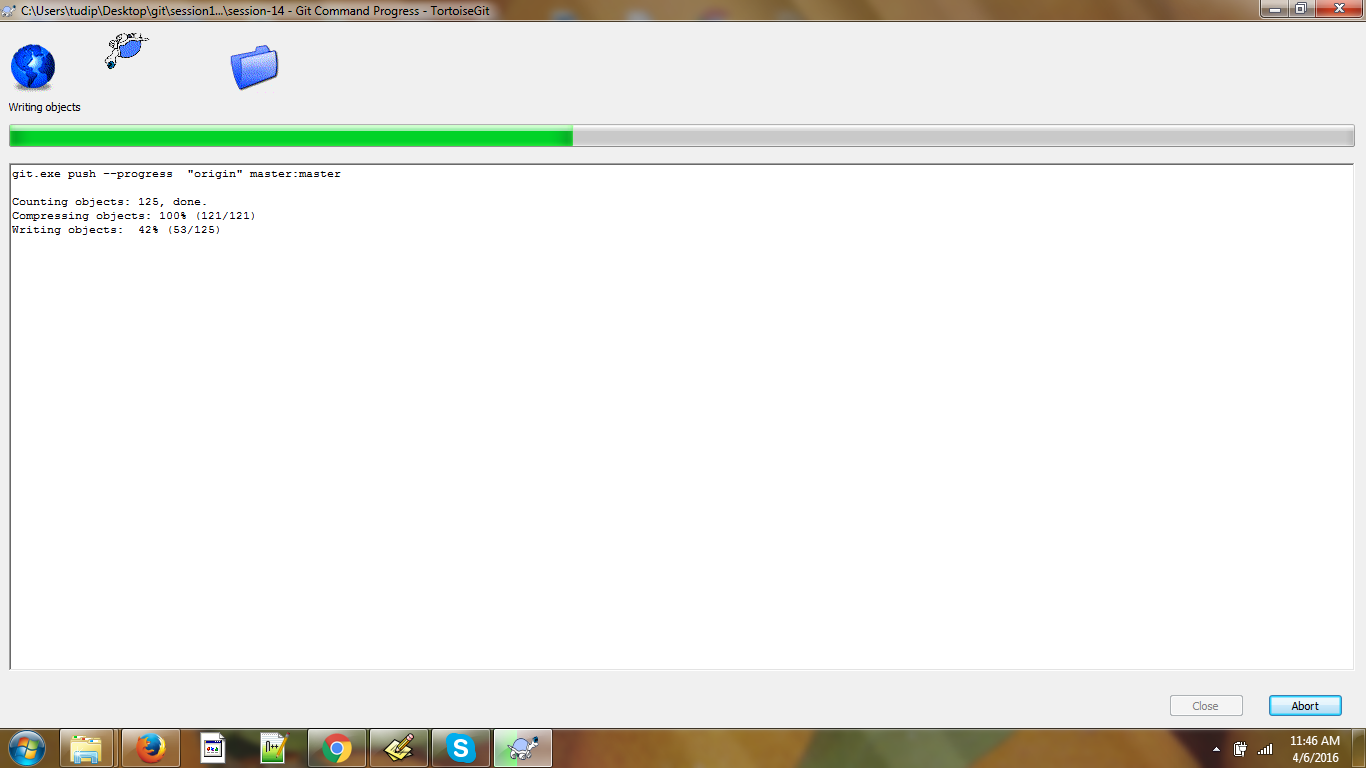 C:\Users\tudip\Desktop\git\session1...\session-14 - Git Command Progress - TortoiseGit
Writing objects
git.exe push --progress  "origin" master:master
Counting objects: 125, done.
Compressing objects: 100% (121/121)
Writing objects:  42% (53/125)
Close
Abort
11:46 AM
4/6/2016